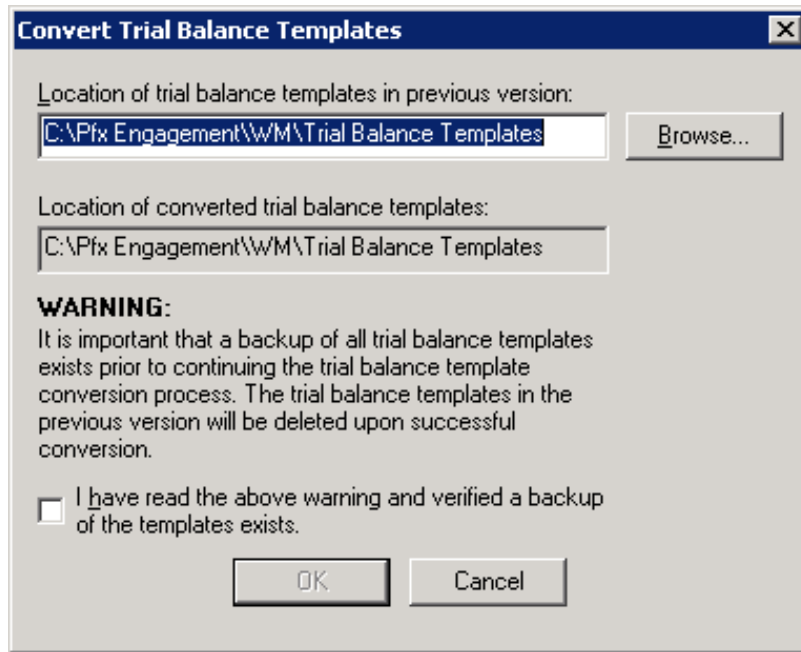 Convert Trial Balance Templates
Location of trial balance templates in previous version:
C:\Pfx Engagement\WM\Trial Balance Templates
Browse...
Location of converted trial balance templates:
C:\Pfx Engagement\WM\Trial Balance Templates
WARNING:
It is important that a backup of all trial balance templates
exists prior to continuing the trial balance template
conversion process. The trial balance templates in the
previous version will be deleted upon successful
conversion.
I have read the above warning and verified a backup
of the templates exists.
OK
Cancel